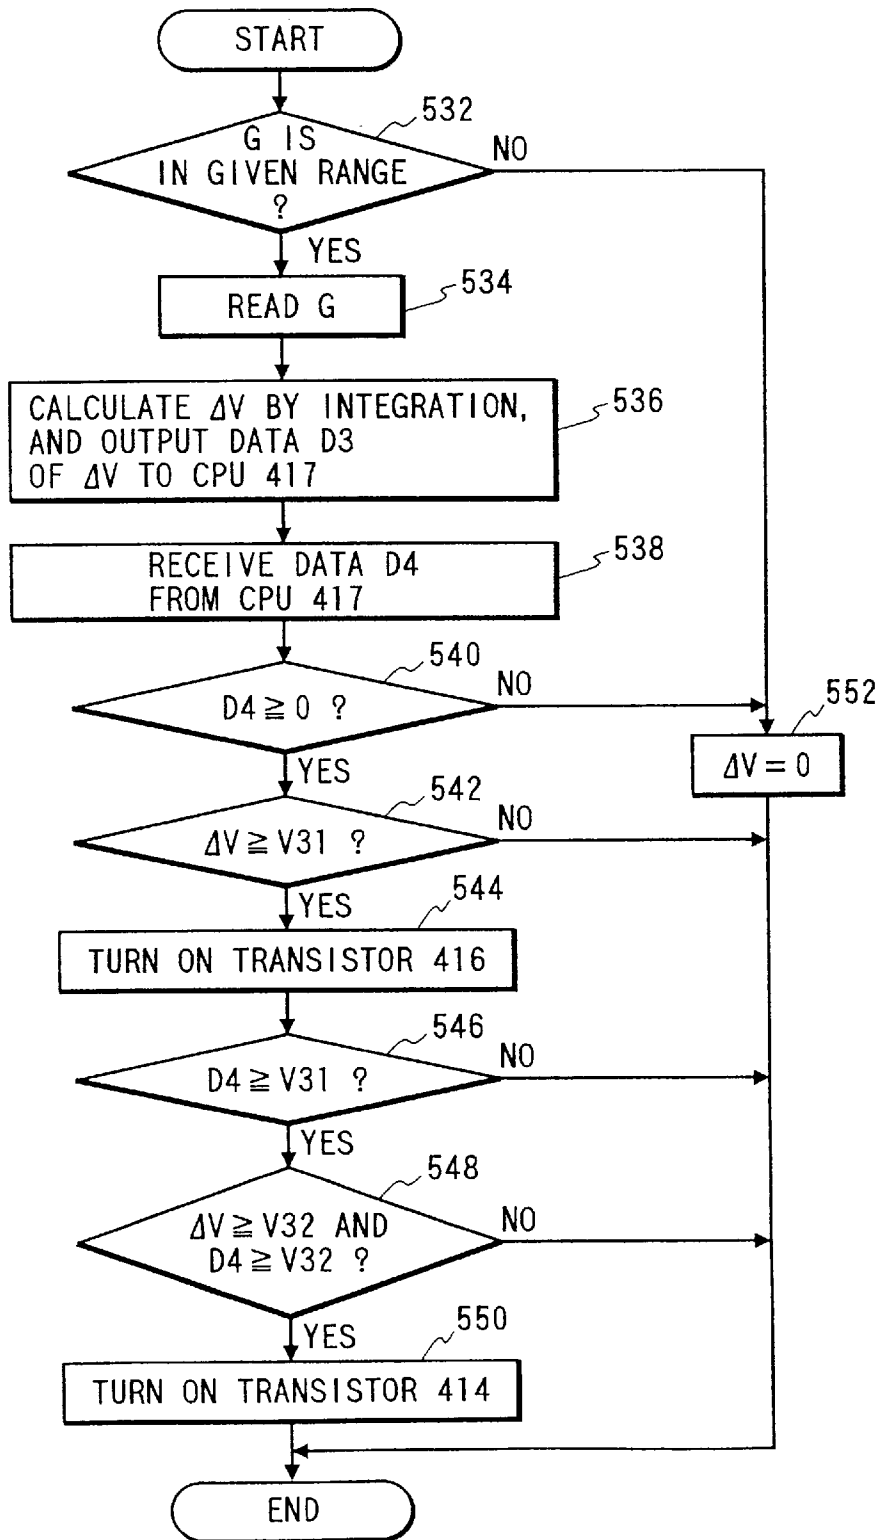 START
532
G IS
IN GIVEN RANGE
?
NO
YES
534
READ G
536
CALCULATE ΔV BY INTEGRATION,
AND OUTPUT DATA D3
OF ΔV TO CPU 417
538
RECEIVE DATA D4
FROM CPU 417
540
D4 ≧ 0 ?
NO
YES
552
ΔV = 0
542
ΔV ≧ V31 ?
NO
YES
544
TURN ON TRANSISTOR 416
546
D4 ≧ V31 ?
NO
YES
548
ΔV ≧ V32 AND
D4 ≧ V32 ?
NO
YES
550
TURN ON TRANSISTOR 414
END